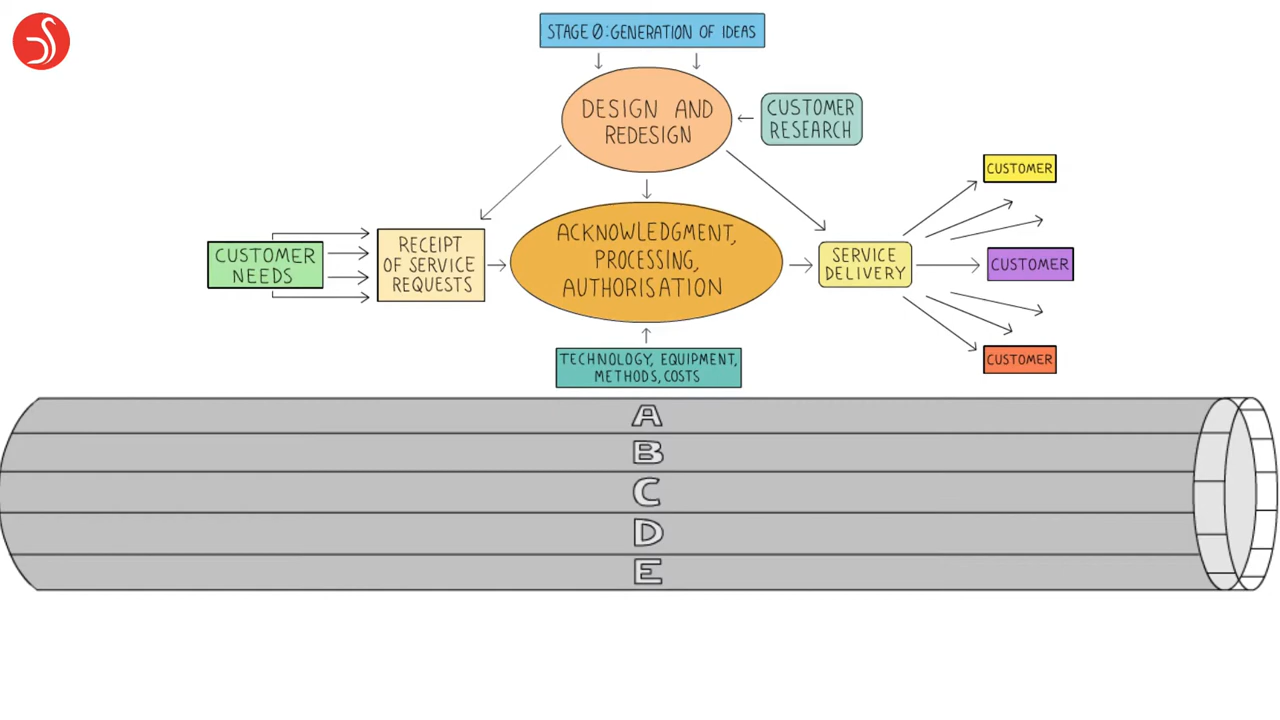 STAGE 0:GENERATION OF IDEAS
DESIGN AND
REDESIGN
CUSTOMER
RESEARCH
CUSTOMER
CUSTOMER
NEEDS
RECEIPT
OF SERVICE
REQUESTS
ACKNOWLEDGMENT,
PROCESSING,
AUTHORISATION
SERVICE
DELIVERY
CUSTOMER
CUSTOMER
TECHNOLOGY, EQUIPMENT,
METHODS, COSTS
A
B
C
D
E